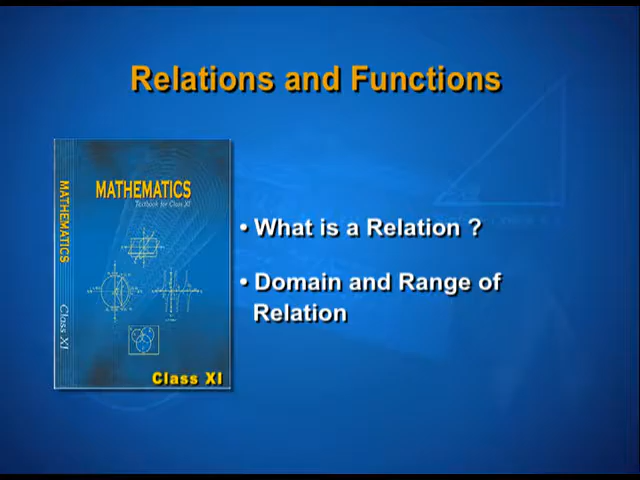 Relations and Functions
MATHEMATICS
Textbook for Class XI
MATHEMATICS
Class XI
Class XI
• What is a Relation ?
• Domain and Range of
Relation